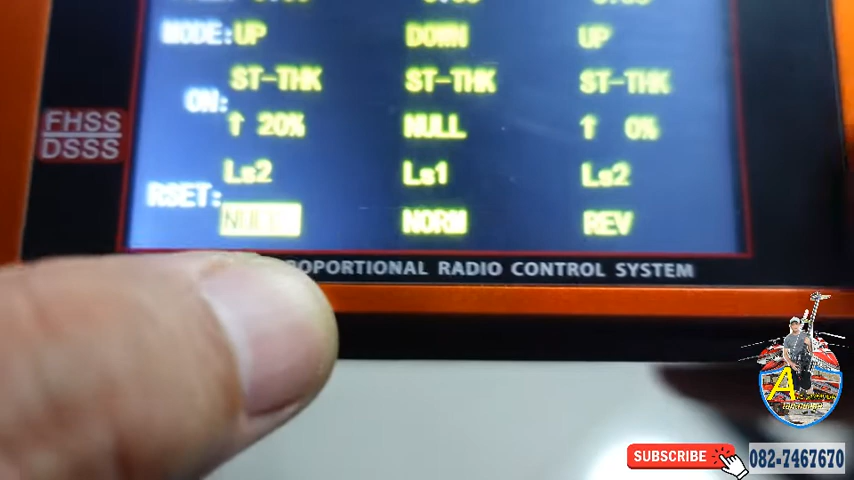 MODE: UP DOWN UP
ST-THK ST-THK ST-THK
ON:
↑ 20% NULL ↑ 0%
Ls2 Ls1 Ls2
RSET:
NULL NORM REV
FHSS
DSSS
PROPORTIONAL RADIO CONTROL SYSTEM
A
SUBSCRIBE
082-7467670